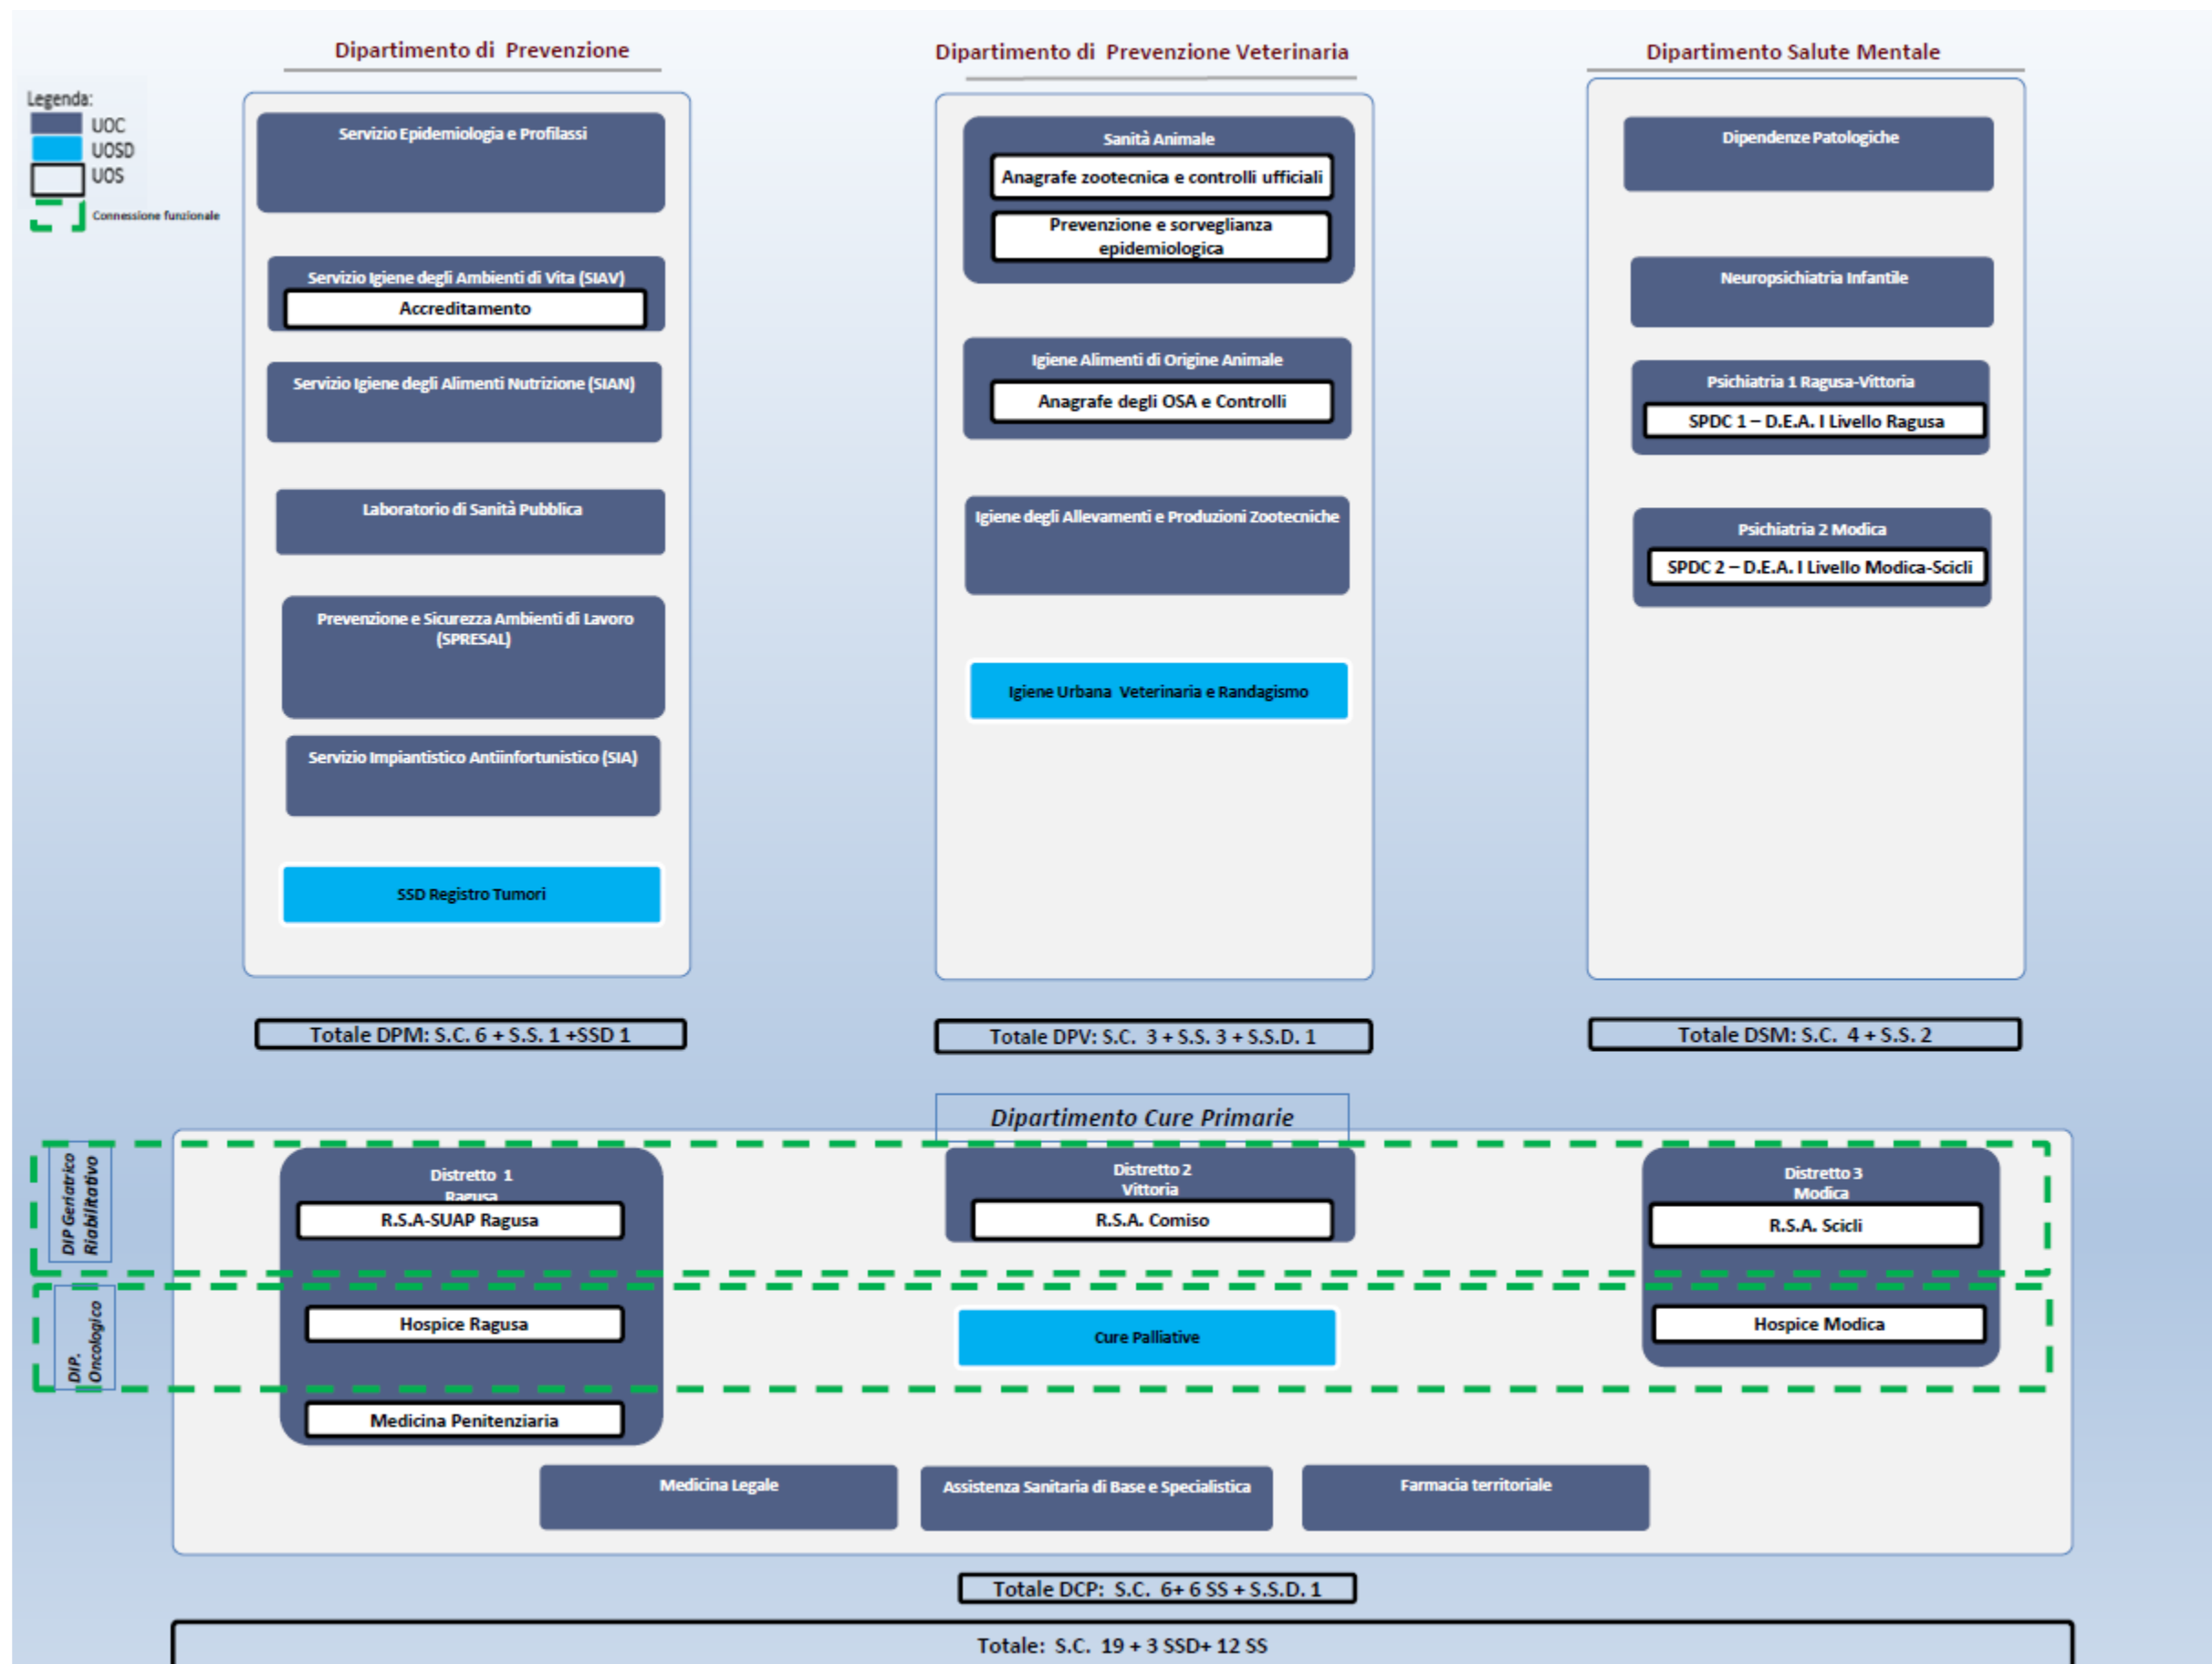 Dipartimento di Prevenzione
Dipartimento di Prevenzione Veterinaria
Dipartimento Salute Mentale
Legenda:
UOC
UOSD
UOS
Connessione funzionale
Servizio Epidemiologia e Profilassi
Servizio Igiene degli Ambienti di Vita (SIAV)
Accreditamento
Servizio Igiene degli Alimenti Nutrizione (SIAN)
Laboratorio di Sanità Pubblica
Prevenzione e Sicurezza Ambienti di Lavoro
(SPRESAL)
Servizio Impiantistico Antiinfortunistico (SIA)
SSD Registro Tumori
Sanità Animale
Anagrafe zootecnica e controlli ufficiali
Prevenzione e sorveglianza
epidemiologica
Igiene Alimenti di Origine Animale
Anagrafe degli OSA e Controlli
Igiene degli Allevamenti e Produzioni Zootecniche
Igiene Urbana Veterinaria e Randagismo
Dipendenze Patologiche
Neuropsichiatria Infantile
Psichiatria 1 Ragusa-Vittoria
SPDC 1 – D.E.A. I Livello Ragusa
Psichiatria 2 Modica
SPDC 2 – D.E.A. I Livello Modica-Scicli
Totale DPM: S.C. 6 + S.S. 1 +SSD 1
Totale DPV: S.C. 3 + S.S. 3 + S.S.D. 1
Totale DSM: S.C. 4 + S.S. 2
Dipartimento Cure Primarie
DIP Geriatrico
Riabilitativo
DIP.
Oncologico
Distretto 1
Ragusa
R.S.A-SUAP Ragusa
Hospice Ragusa
Medicina Penitenziaria
Distretto 2
Vittoria
R.S.A. Comiso
Cure Palliative
Distretto 3
Modica
R.S.A. Scicli
Hospice Modica
Medicina Legale
Assistenza Sanitaria di Base e Specialistica
Farmacia territoriale
Totale DCP: S.C. 6+ 6 SS + S.S.D. 1
Totale: S.C. 19 + 3 SSD+ 12 SS